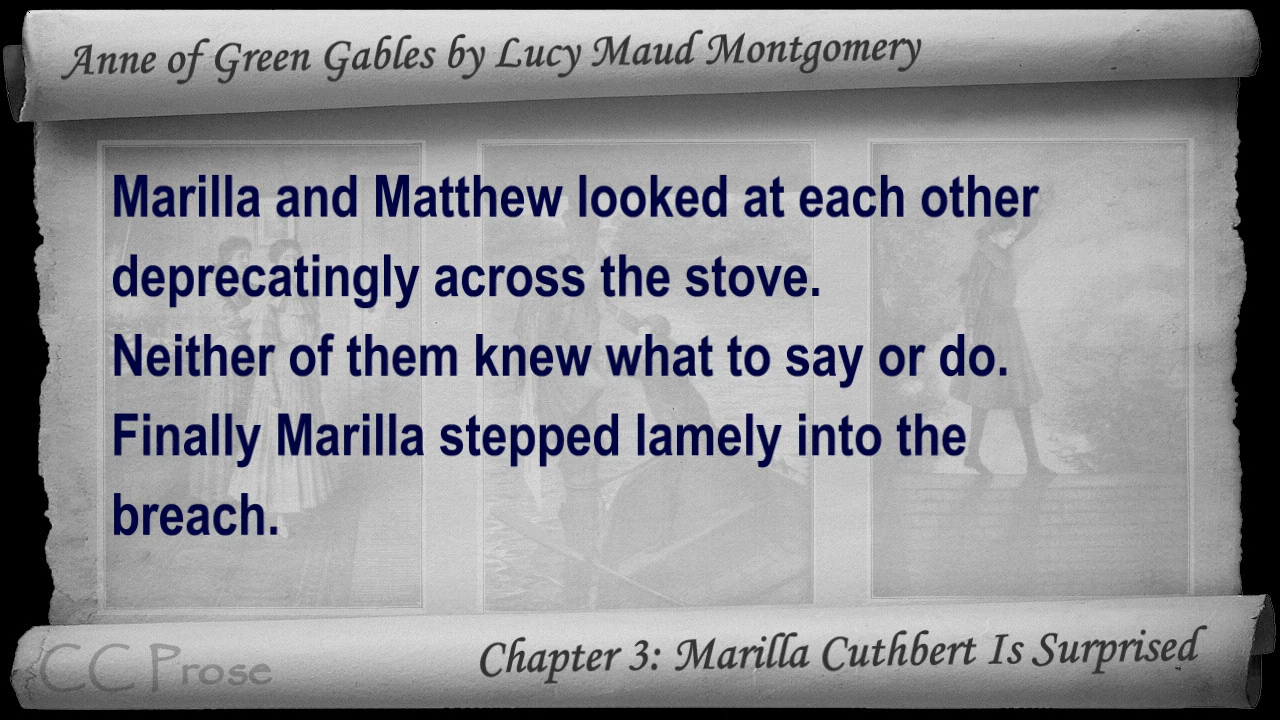 Anne of Green Gables by Lucy Maud Montgomery
Marilla and Matthew looked at each other
deprecatingly across the stove.
Neither of them knew what to say or do.
Finally Marilla stepped lamely into the
breach.
Chapter 3: Marilla Cuthbert Is Surprised
CC Prose